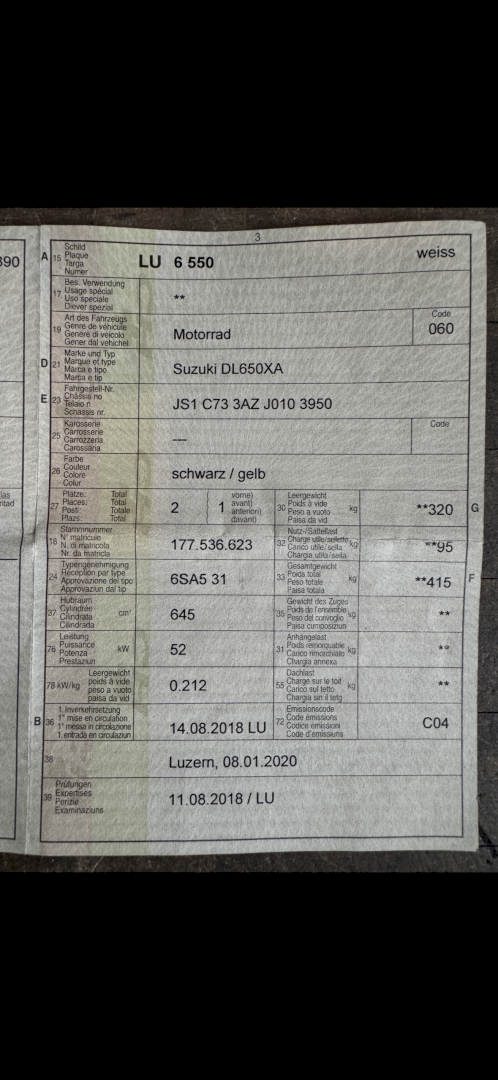 3
390
A 15 Schild
Plaque
Targa
Numer
LU 6 550
weiss
17 Bes. Verwendung
Usage spécial
Uso speciale
Diever spezial
**
19 Art des Fahrzeugs
Genre de véhicule
Genere di veicolo
Gener dal vehichel
Motorrad
Code
060
D 21 Marke und Typ
Marque et type
Marca e tipo
Marca e tip
Suzuki DL650XA
E 23 Fahrgestell-Nr.
Châssis no
Telaio n.
Schassis nr.
JS1 C73 3AZ J010 3950
25 Karosserie
Carrosserie
Carrozzeria
Carossaria
---
Code
26 Farbe
Couleur
Colore
Colur
schwarz / gelb
27 Plätze: Total
Places: Total
Posti: Totale
Plazs: Total
2
( vorne)
1 avant)
anteriori)
davant)
30 Leergewicht
Poids à vide
Peso a vuoto
Paisa da vid
kg
**320
G
18 Stammnummer
N° matricule
N. di matricola
Nr. da matricla
177.536.623
32 Nutz-/Sattellast
Charge utile/sellette
Carico utile/sella
Chargia utila/sella
kg
**95
24 Typengenehmigung
Réception par type
Approvazione del tipo
Approvaziun dal tip
6SA5 31
33 Gesamtgewicht
Poids total
Peso totale
Paisa totala
kg
**415
F
37 Hubraum
Cylindrée
Cilindrata
Cilindrada
cm³
645
35 Gewicht des Zuges
Poids de l'ensemble
Peso del convoglio
Paisa cumposiziun
kg
**
76 Leistung
Puissance
Potenza
Prestaziun
kW
52
31 Anhängelast
Poids remorquable
Carico rimorchiato
Chargia annexa
kg
**
78 kW/kg
Leergewicht
poids à vide
peso a vuoto
paisa da vid
0.212
55 Dachlast
Charge sur le toit
Carico sul tetto
Chargia sin il tetg
kg
**
B 36 1. Inverkehrsetzung
1re mise en circulation
1a messa in circolazione
1. entrada en circulaziun
14.08.2018 LU
72 Emissionscode
Code émissions
Codice emissioni
Code d'emissiuns
C04
38
Luzern, 08.01.2020
39 Prüfungen
Expertises
Perizie
Examinaziuns
11.08.2018 / LU